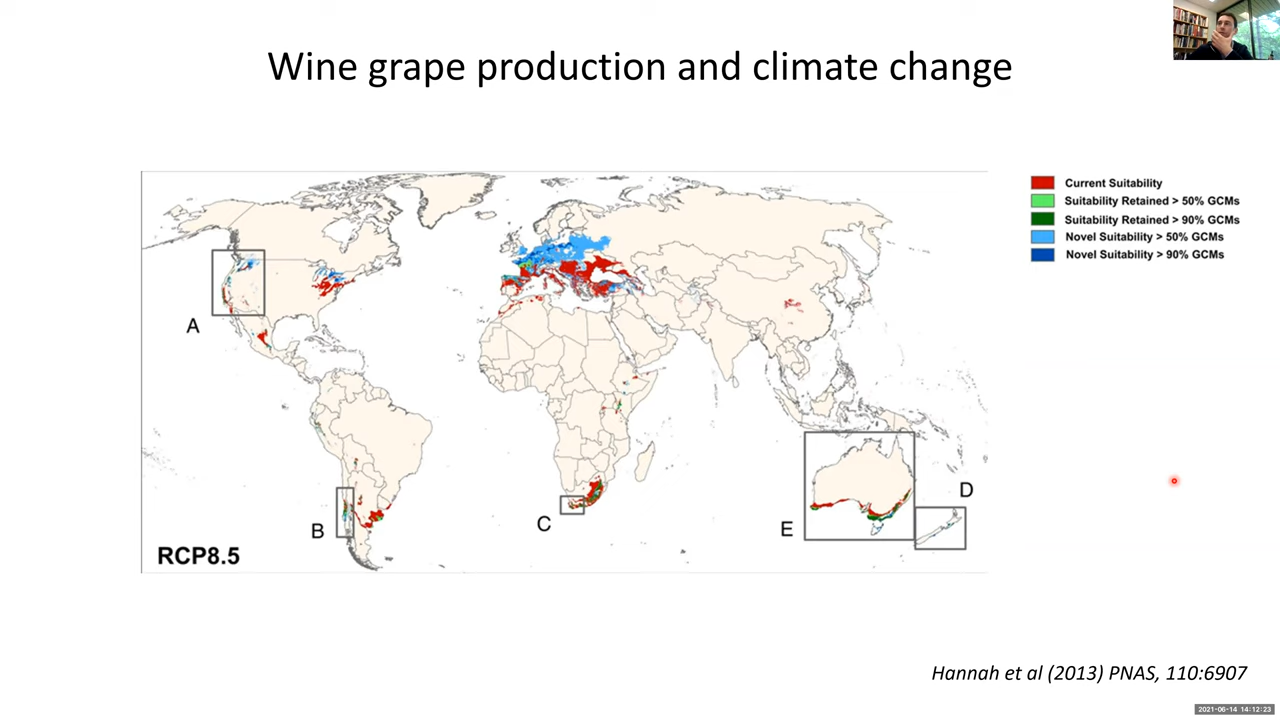 Wine grape production and climate change
Current Suitability
Suitability Retained > 50% GCMs
Suitability Retained > 90% GCMs
Novel Suitability > 50% GCMs
Novel Suitability > 90% GCMs
A
B
C
D
E
RCP8.5
Hannah et al (2013) PNAS, 110:6907
2021-06-14 14:12:23